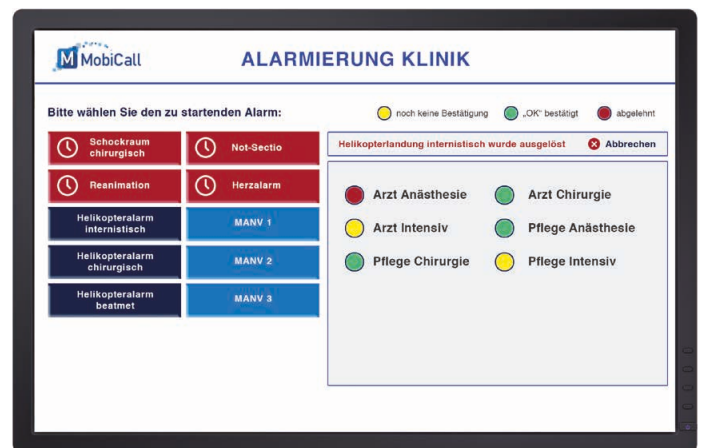 M MobiCall
ALARMIERUNG KLINIK
Bitte wählen Sie den zu startenden Alarm:
noch keine Bestätigung
„OK“ bestätigt
abgelehnt
Schockraum
chirurgisch
Not-Sectio
Reanimation
Herzalarm
Helikopteralarm
internistisch
MANV 1
Helikopteralarm
chirurgisch
MANV 2
Helikopteralarm
beatmet
MANV 3
Helikopterlandung internistisch wurde ausgelöst
Abbrechen
Arzt Anästhesie
Arzt Chirurgie
Arzt Intensiv
Pflege Anästhesie
Pflege Chirurgie
Pflege Intensiv